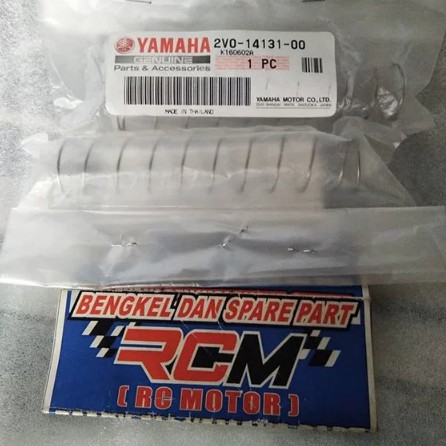 YAMAHA 2V0-14131-00
K160602A
GENUINE
Parts & Accessories
1 PC
YAMAHA MOTOR CO., LTD.
MADE IN THAILAND
BENGKEL DAN SPARE PART
RCM
( RC MOTOR )